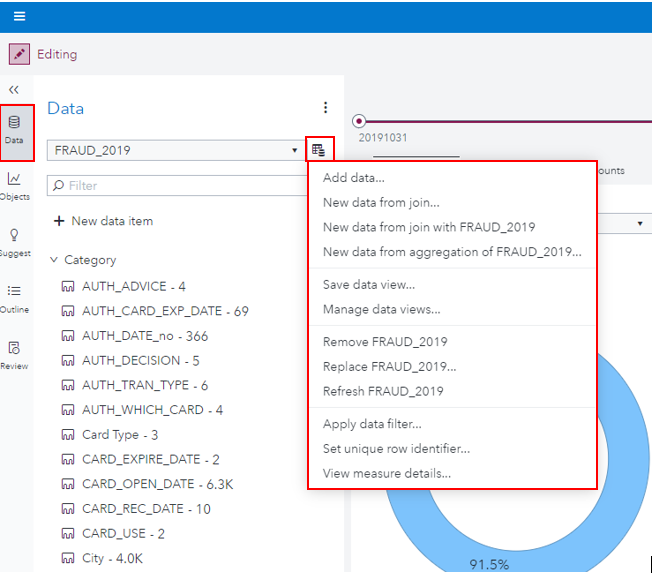 Editing
Data
Data
FRAUD_2019
Filter
New data item
Category
AUTH_ADVICE - 4
AUTH_CARD_EXP_DATE - 69
AUTH_DATE_no - 366
AUTH_DECISION - 5
AUTH_TRAN_TYPE - 6
AUTH_WHICH_CARD - 4
Card Type - 3
CARD_EXPIRE_DATE - 2
CARD_OPEN_DATE - 6.3K
CARD_REC_DATE - 10
CARD_USE - 2
City - 4.0K
Objects
Suggest
Outline
Review
Add data...
New data from join...
New data from join with FRAUD_2019
New data from aggregation of FRAUD_2019...
Save data view...
Manage data views...
Remove FRAUD_2019
Replace FRAUD_2019...
Refresh FRAUD_2019
Apply data filter...
Set unique row identifier...
View measure details...
20191031
ounts
91.5%